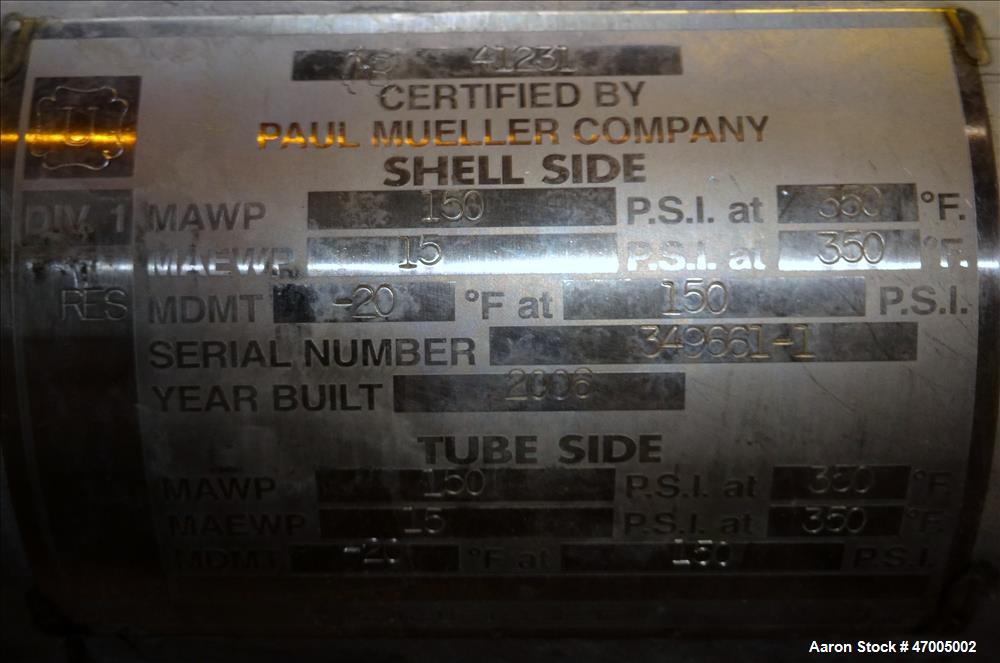 41231
CERTIFIED BY
PAUL MUELLER COMPANY
SHELL SIDE
U
DIV. 1
RES
MAWP 150 P.S.I. at 350 °F.
MAEWP 15 P.S.I. at 350 °F.
MDMT -20 °F at 150 P.S.I.
SERIAL NUMBER 349661-1
YEAR BUILT 2006
TUBE SIDE
MAWP 150 P.S.I. at 350 °F.
MAEWP 15 P.S.I. at 350 °F.
MDMT -20 °F at 150 P.S.I.
Aaron Stock # 47005002